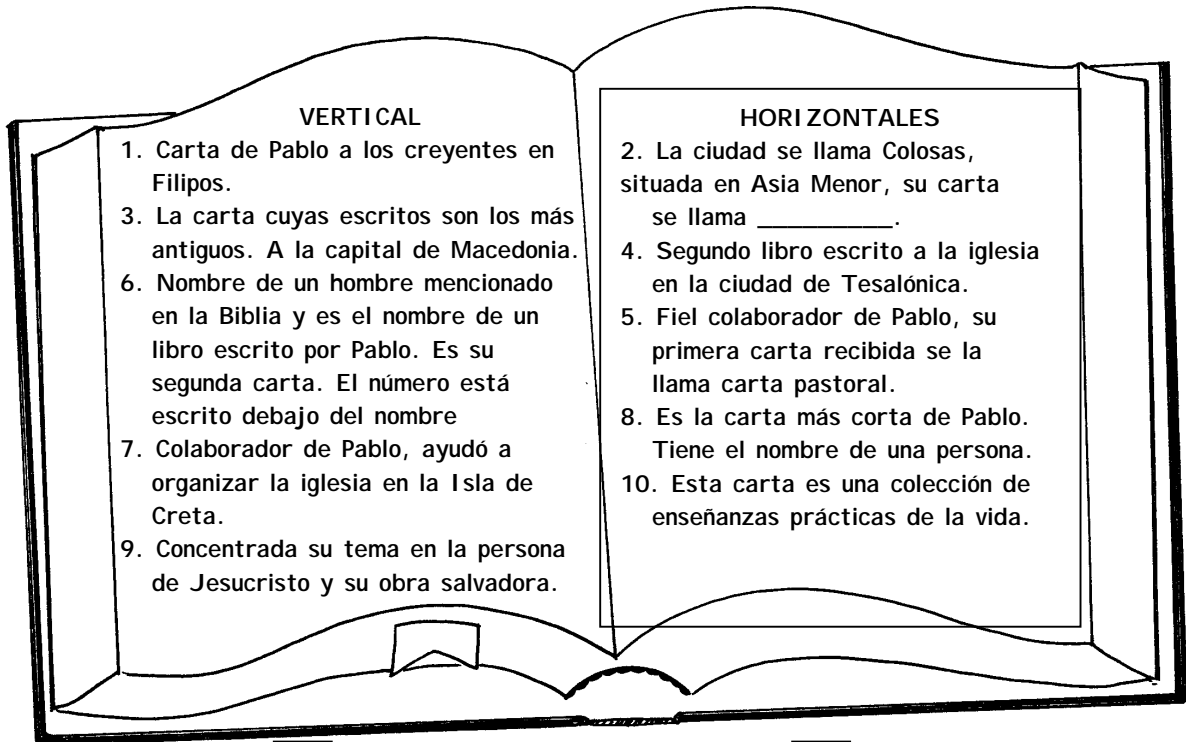 VERTICAL
1. Carta de Pablo a los creyentes en
Filipos.
3. La carta cuyas escritos son los más
antiguos. A la capital de Macedonia.
6. Nombre de un hombre mencionado
en la Biblia y es el nombre de un
libro escrito por Pablo. Es su
segunda carta. El número está
escrito debajo del nombre
7. Colaborador de Pablo, ayudó a
organizar la iglesia en la Isla de
Creta.
9. Concentrada su tema en la persona
de Jesucristo y su obra salvadora.
HORIZONTALES
2. La ciudad se llama Colosas,
situada en Asia Menor, su carta
se llama ___________.
4. Segundo libro escrito a la iglesia
en la ciudad de Tesalónica.
5. Fiel colaborador de Pablo, su
primera carta recibida se la
llama carta pastoral.
8. Es la carta más corta de Pablo.
Tiene el nombre de una persona.
10. Esta carta es una colección de
enseñanzas prácticas de la vida.